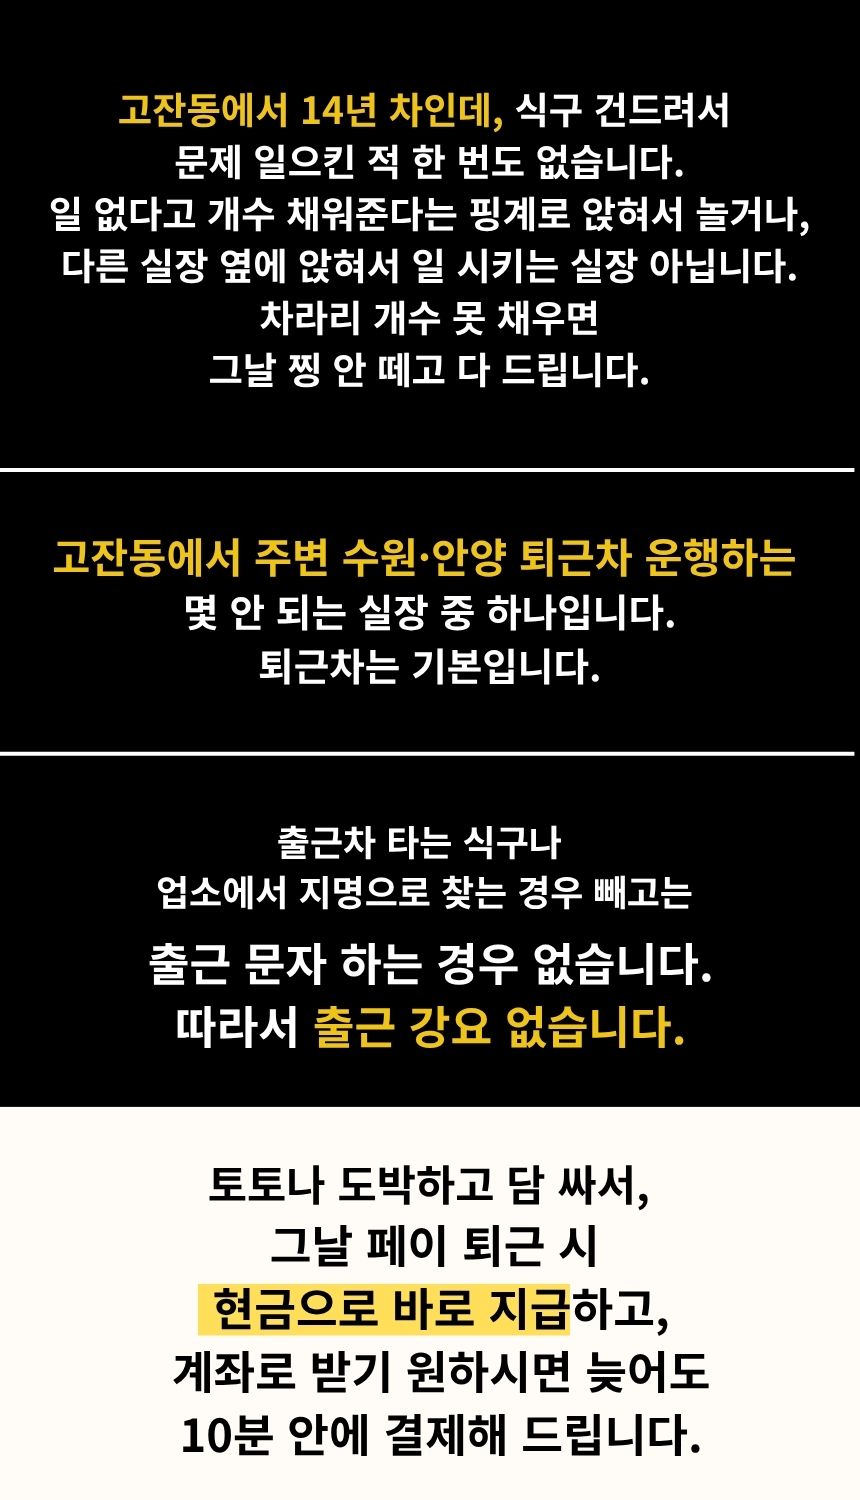 고잔동에서 14년 차인데, 식구 건드려서
문제 일으킨 적 한 번도 없습니다.
일 없다고 개수 채워준다는 핑계로 앉혀서 놀거나,
다른 실장 옆에 앉혀서 일 시키는 실장 아닙니다.
차라리 개수 못 채우면
그날 찡 안 떼고 다 드립니다.
고잔동에서 주변 수원·안양 퇴근차 운행하는
몇 안 되는 실장 중 하나입니다.
퇴근차는 기본입니다.
출근차 타는 식구나
업소에서 지명으로 찾는 경우 빼고는
출근 문자 하는 경우 없습니다.
따라서 출근 강요 없습니다.
토토나 도박하고 담 싸서,
그날 페이 퇴근 시
현금으로 바로 지급하고,
계좌로 받기 원하시면 늦어도
10분 안에 결제해 드립니다.